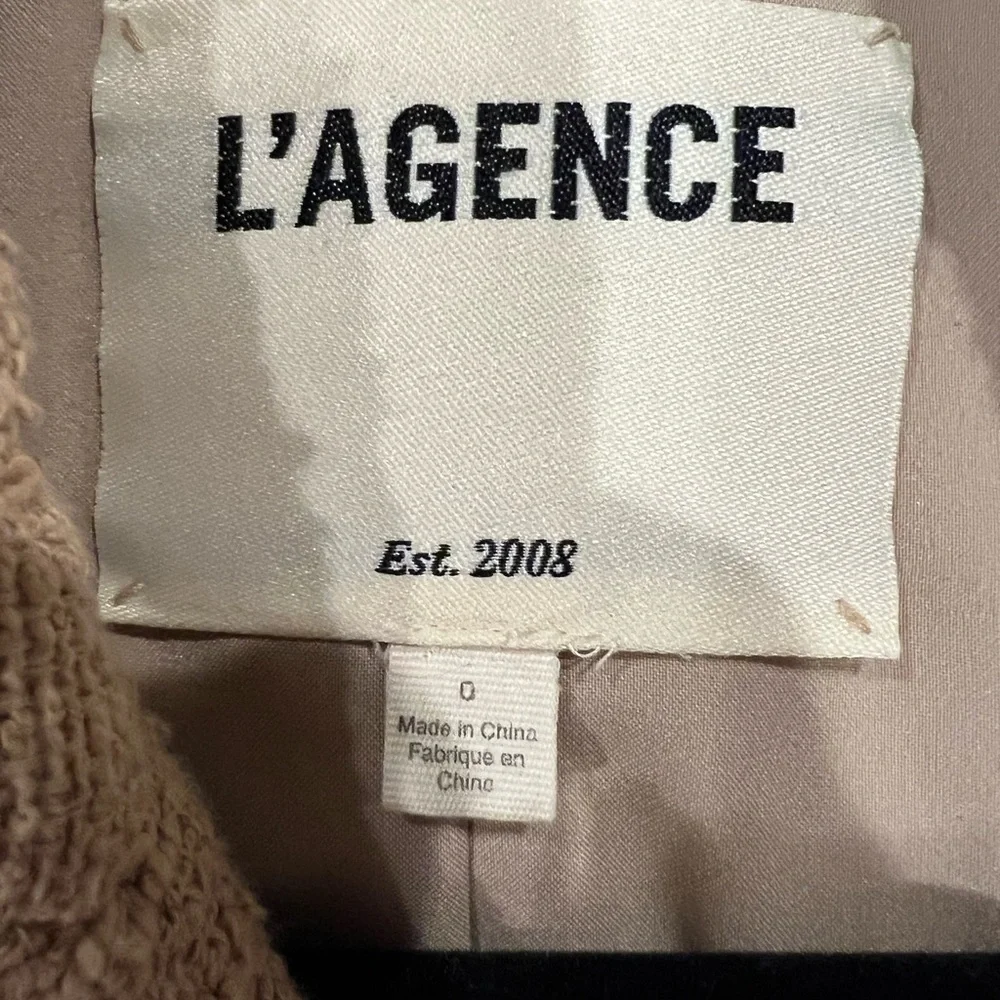 L'AGENCE
Est. 2008
0
Made in China
Fabrique en
Chine